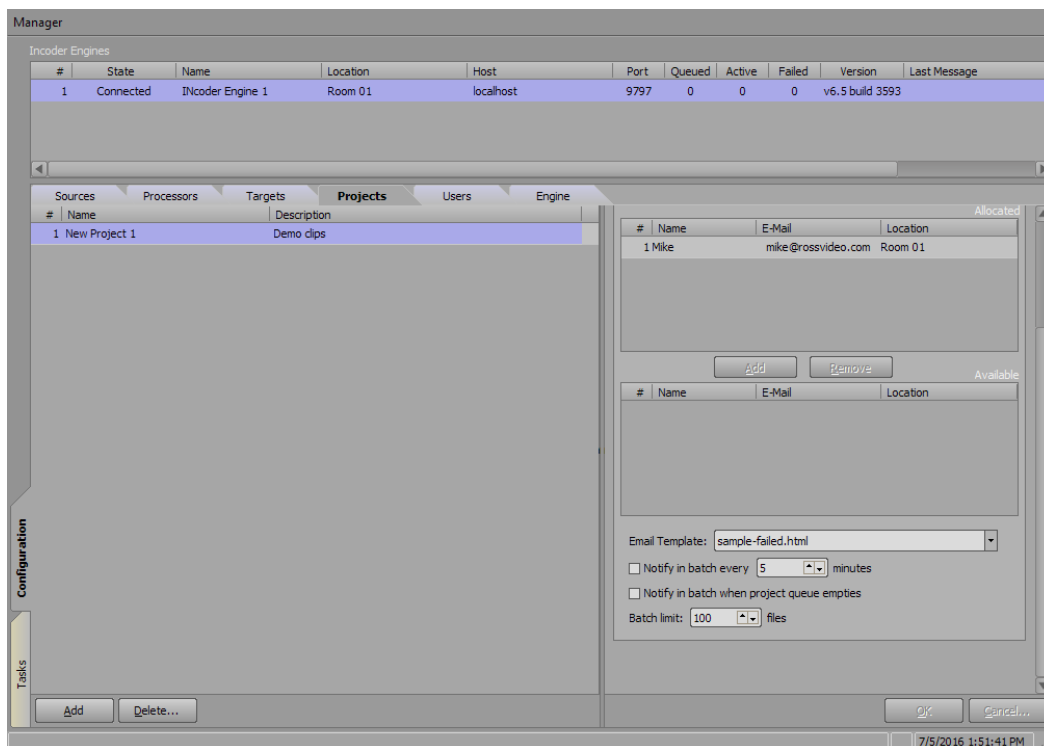 Manager
Incoder Engines
# State Name Location Host Port Queued Active Failed Version Last Message
1 Connected INcoder Engine 1 Room 01 localhost 9797 0 0 0 v6.5 build 3593
Sources Processors Targets Projects Users Engine
# Name Description
1 New Project 1 Demo clips
Allocated
# Name E-Mail Location
1 Mike mike@rossvideo.com Room 01
Add Remove
Available
# Name E-Mail Location
Email Template: sample-failed.html
Notify in batch every 5 minutes
Notify in batch when project queue empties
Batch limit: 100 files
Configuration
Tasks
Add Delete...
OK Cancel...
7/5/2016 1:51:41 PM